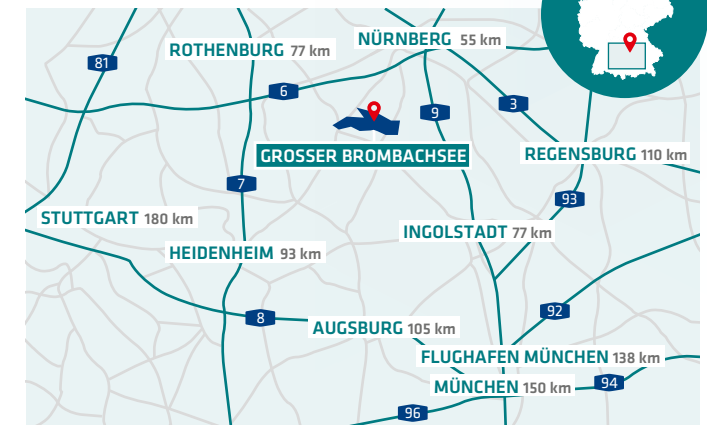 NÜRNBERG 55 km
ROTHENBURG 77 km
81
6
3
9
GROSSER BROMBACHSEE
REGENSBURG 110 km
7
93
STUTTGART 180 km
INGOLSTADT 77 km
HEIDENHEIM 93 km
92
8
AUGSBURG 105 km
FLUGHAFEN MÜNCHEN 138 km
MÜNCHEN 150 km
94
96